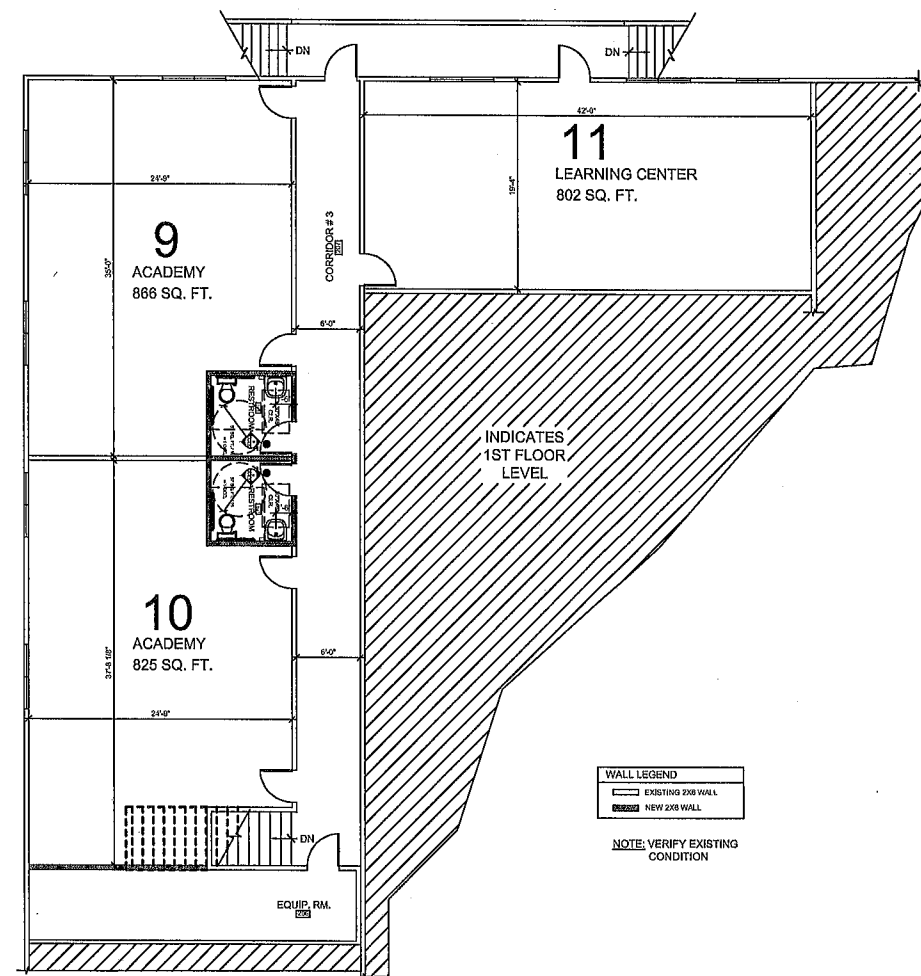 DN
DN
42'-0"
11
LEARNING CENTER
802 SQ. FT.
19'-4"
24'-9"
9
ACADEMY
866 SQ. FT.
35'-0"
CORRIDOR # 3
6'-0"
RESTROOM
CLR.
INDICATES
1ST FLOOR
LEVEL
RESTROOM
CLR.
10
ACADEMY
825 SQ. FT.
37'-8 1/8"
6'-0"
WALL LEGEND
EXISTING 2X6 WALL
NEW 2X6 WALL
NOTE: VERIFY EXISTING
CONDITION
DN
EQUIP. RM.